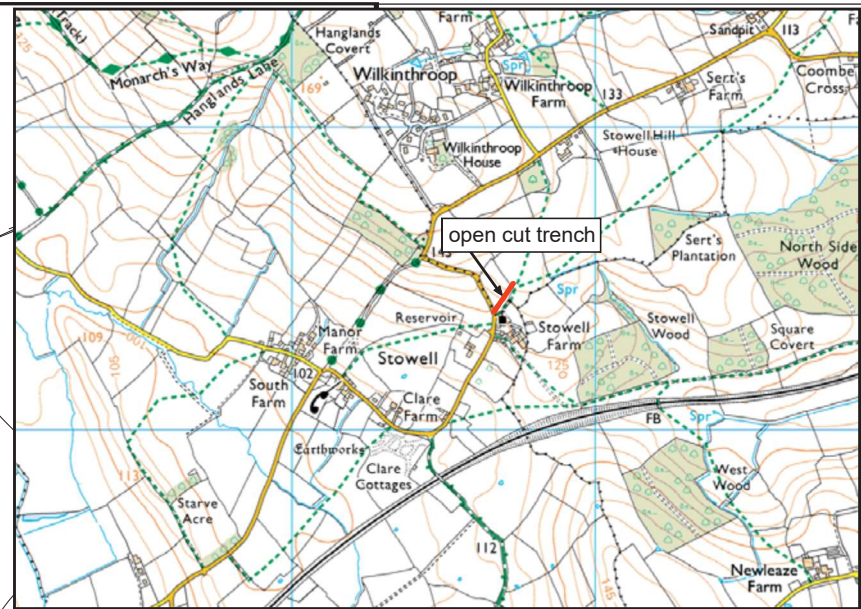 Track)
125
Monarch's Way
Hanglands Lane
Hanglands
Covert
169
Farm
Wilkinthroop
Spr
Wilkinthroop
Farm
133
Wilkinthroop
House
Sandpit
113
F
Sert's
Farm
Coombe
Cross
Stowell Hill
House
open cut trench
145
Spr
Sert's
Plantation
North Side
Wood
Reservoir
Manor
Farm
Stowell
Stowell
Farm
125
Stowell
Wood
Square
Covert
109
100
105
102
South
Farm
Clare
Farm
FB
Spr
Earthworks
Clare
Cottages
113
Starve
Acre
West
Wood
112
145
Newleaze
Farm